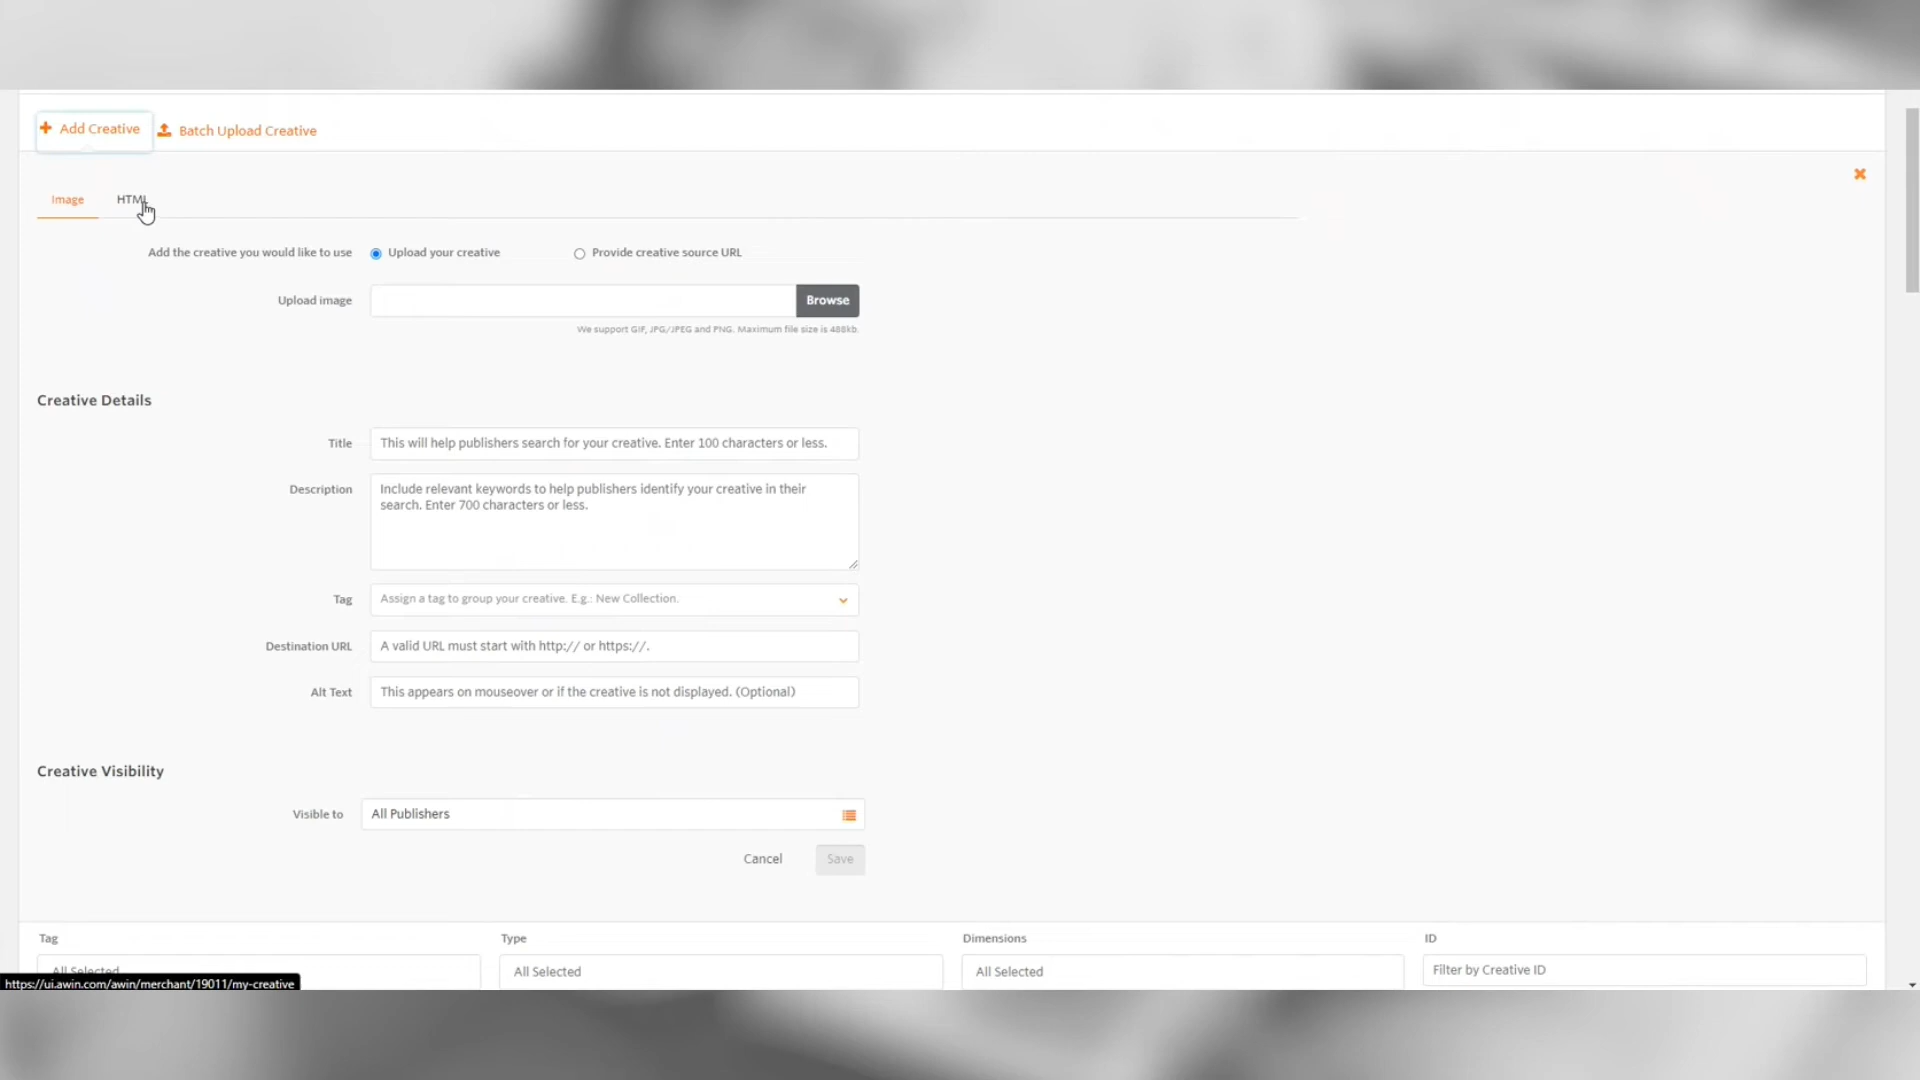 Add Creative
Batch Upload Creative
Image
HTML
Add the creative you would like to use
Upload your creative
Provide creative source URL
Upload image
Browse
We support GIF, JPG/JPEG and PNG. Maximum file size is 488kb.
Creative Details
Title
This will help publishers search for your creative. Enter 100 characters or less.
Description
Include relevant keywords to help publishers identify your creative in their
search. Enter 700 characters or less.
Tag
Assign a tag to group your creative. E.g.: New Collection.
Destination URL
A valid URL must start with http:// or https://.
Alt Text
This appears on mouseover or if the creative is not displayed. (Optional)
Creative Visibility
Visible to
All Publishers
Cancel
Save
Tag
Type
Dimensions
ID
All Selected
All Selected
All Selected
Filter by Creative ID
https://ui.awin.com/awin/merchant/19011/my-creative